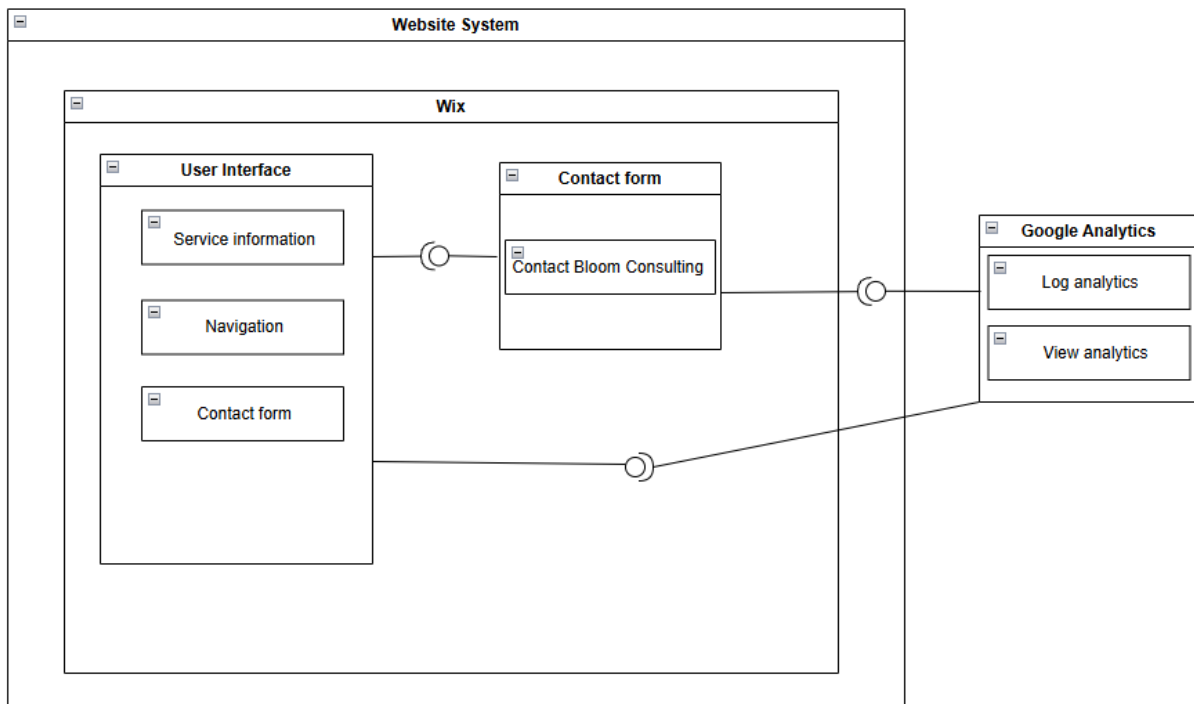 Website System
Wix
User Interface
Service information
Navigation
Contact form
Contact form
Contact Bloom Consulting
Google Analytics
Log analytics
View analytics